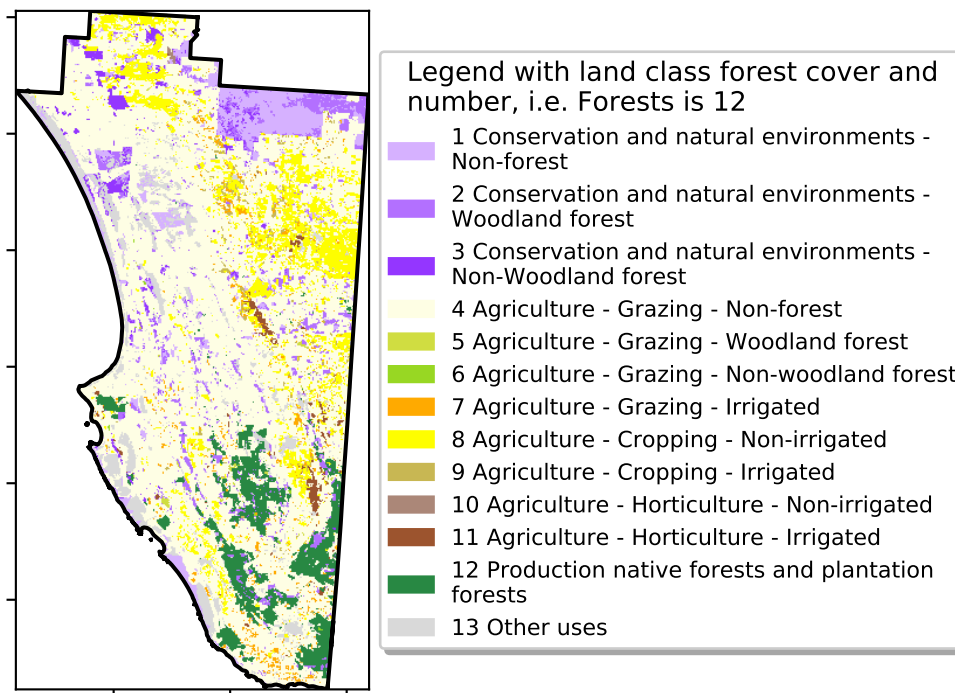 Legend with land class forest cover and
number, i.e. Forests is 12
1 Conservation and natural environments -
Non-forest
2 Conservation and natural environments -
Woodland forest
3 Conservation and natural environments -
Non-Woodland forest
4 Agriculture - Grazing - Non-forest
5 Agriculture - Grazing - Woodland forest
6 Agriculture - Grazing - Non-woodland forest
7 Agriculture - Grazing - Irrigated
8 Agriculture - Cropping - Non-irrigated
9 Agriculture - Cropping - Irrigated
10 Agriculture - Horticulture - Non-irrigated
11 Agriculture - Horticulture - Irrigated
12 Production native forests and plantation
forests
13 Other uses